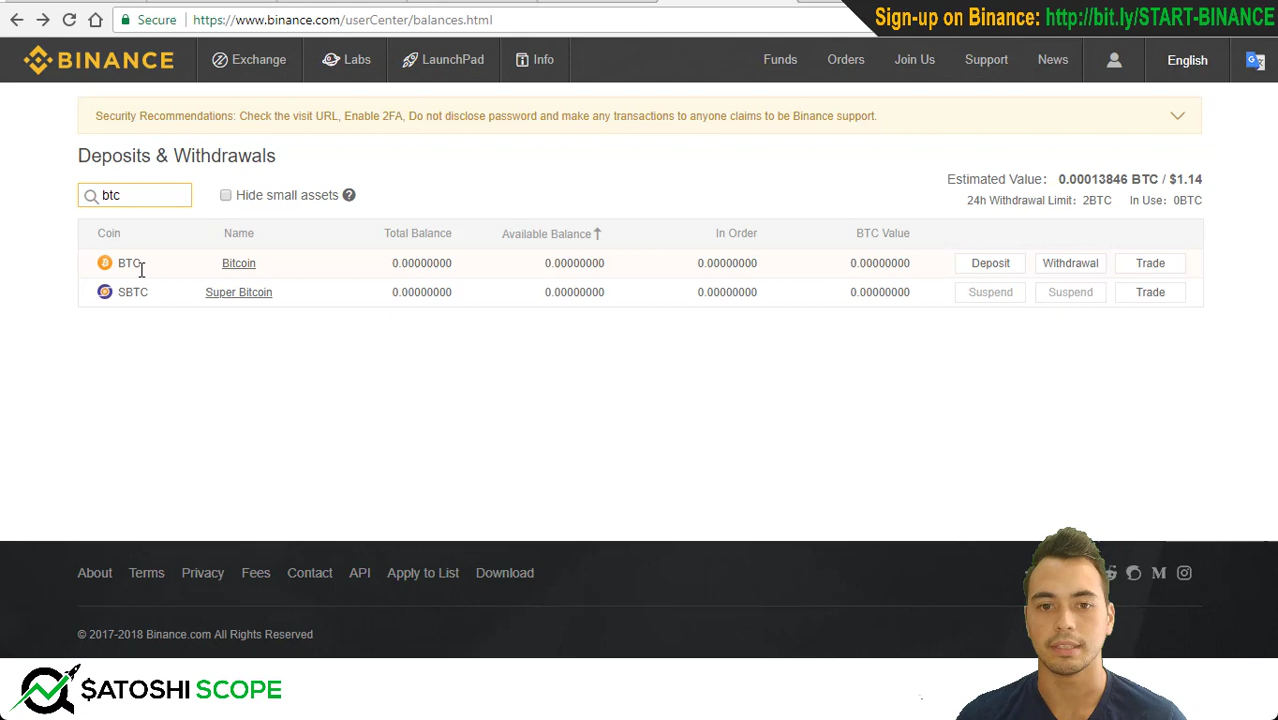 Secure https://www.binance.com/userCenter/balances.html
Sign-up on Binance: http://bit.ly/START-BINANCE
BINANCE Exchange Labs LaunchPad Info Funds Orders Join Us Support News English
Security Recommendations: Check the visit URL, Enable 2FA, Do not disclose password and make any transactions to anyone claims to be Binance support.
Deposits & Withdrawals
Estimated Value: 0.00013846 BTC / $1.14
btc Hide small assets ?
24h Withdrawal Limit: 2BTC In Use: 0BTC
Coin Name Total Balance Available Balance↑ In Order BTC Value
BTC Bitcoin 0.00000000 0.00000000 0.00000000 0.00000000 Deposit Withdrawal Trade
SBTC Super Bitcoin 0.00000000 0.00000000 0.00000000 0.00000000 Suspend Suspend Trade
About Terms Privacy Fees Contact API Apply to List Download
© 2017-2018 Binance.com All Rights Reserved
$ATOSHI SCOPE